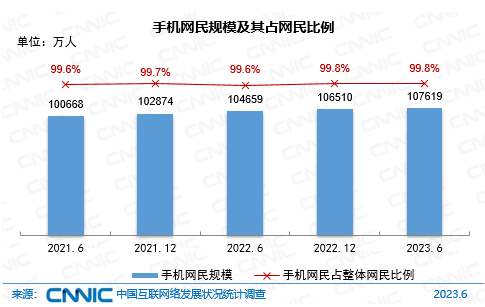 手机网民规模及其占网民比例
单位：万人
99.6% 99.7% 99.6% 99.8% 99.8%
100668 102874 104659 106510 107619
2021.6 2021.12 2022.6 2022.12 2023.6
手机网民规模 手机网民占整体网民比例
来源： CNNIC 中国互联网络发展状况统计调查 2023.6